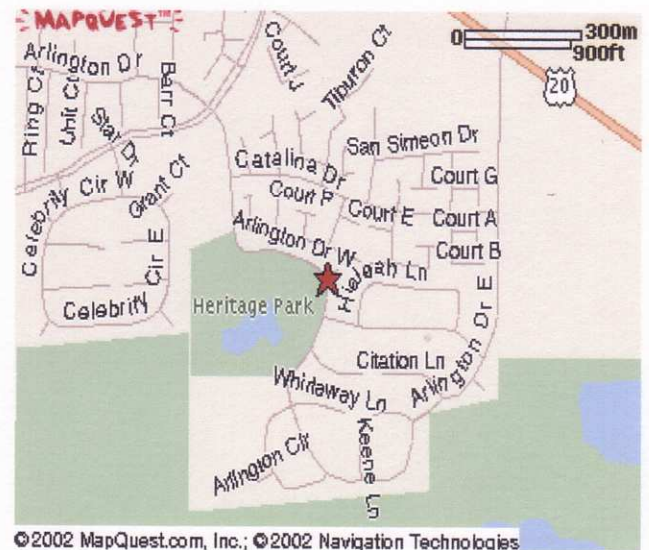 MAPQUEST™
0 300m
900ft
20
Arlington Dr
Ring Ct
Unit Ct
Star Dr
Barr Ct
Court J
Tiburon Ct
San Simeon Dr
Catalina Dr
Court G
Court P
Court E
Court A
Court B
Celebrity Cir W
Grant Ct
Cir E
Celebrity
Arlington Dr W
Hialeah Ln
Heritage Park
Arlington Dr E
Citation Ln
Whirlaway Ln
Keene Ln
Arlington Cir
©2002 MapQuest.com, Inc.; ©2002 Navigation Technologies